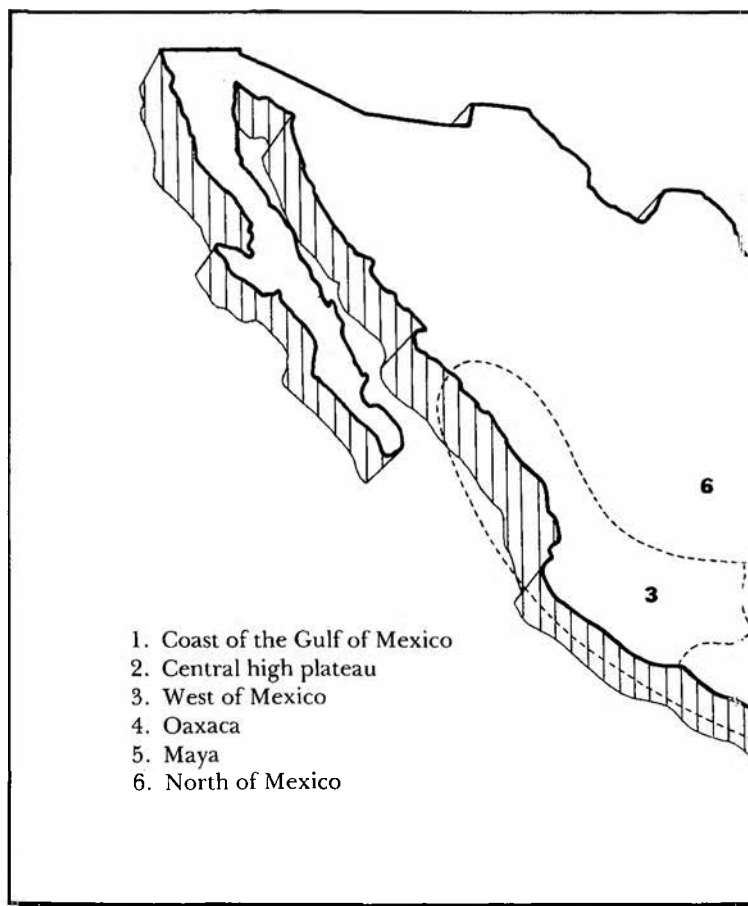 6
3
1. Coast of the Gulf of Mexico
2. Central high plateau
3. West of Mexico
4. Oaxaca
5. Maya
6. North of Mexico